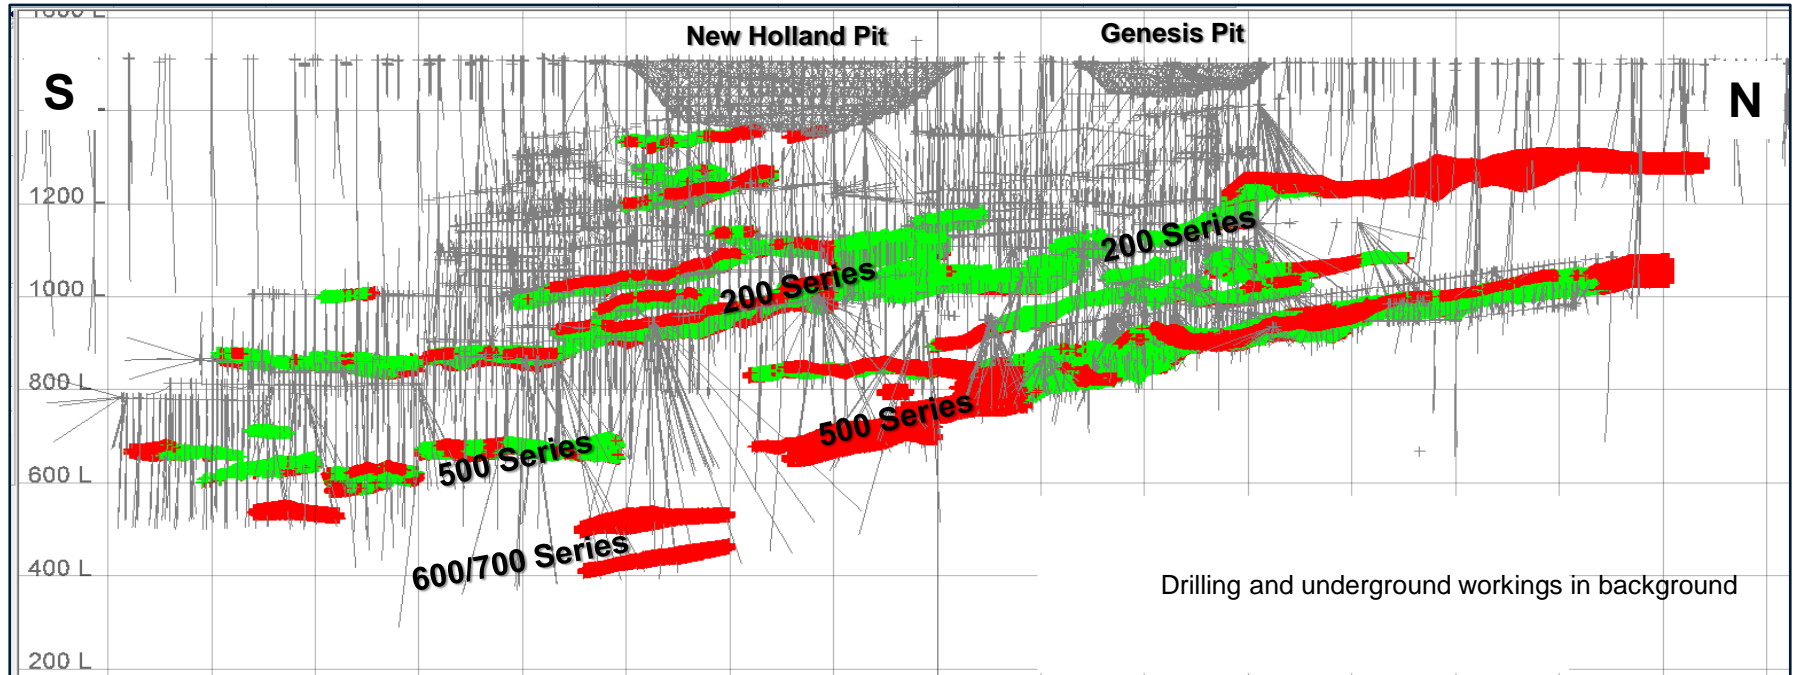 1600 L
New Holland Pit
Genesis Pit
S
N
1200
200 Series
200 Series
1000 L
800 L
500 Series
500 Series
600 L
600/700 Series
400 L
Drilling and underground workings in background
200 L